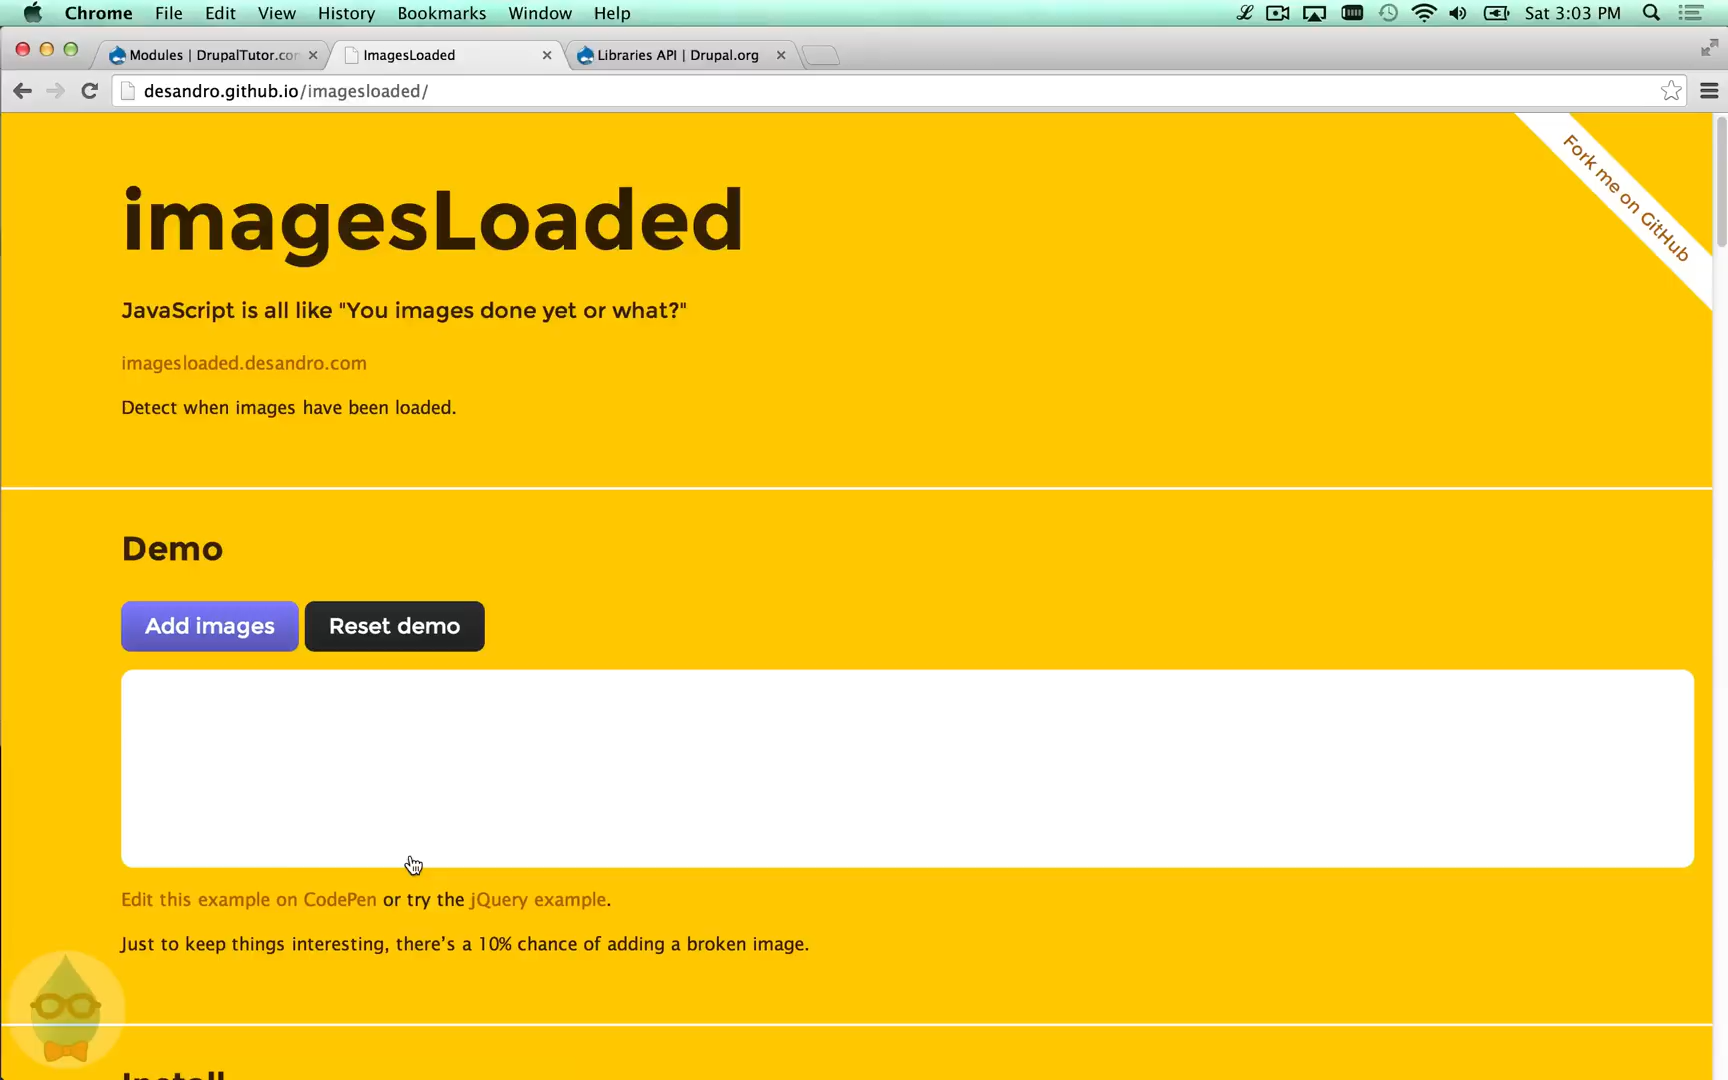 Chrome File Edit View History Bookmarks Window Help Sat 3:03 PM
Modules | DrupalTutor.con ImagesLoaded Libraries API | Drupal.org
desandro.github.io/imagesloaded/
Fork me on GitHub
imagesLoaded
JavaScript is all like "You images done yet or what?"
imagesloaded.desandro.com
Detect when images have been loaded.
Demo
Add images Reset demo
Edit this example on CodePen or try the jQuery example.
Just to keep things interesting, there’s a 10% chance of adding a broken image.
Install